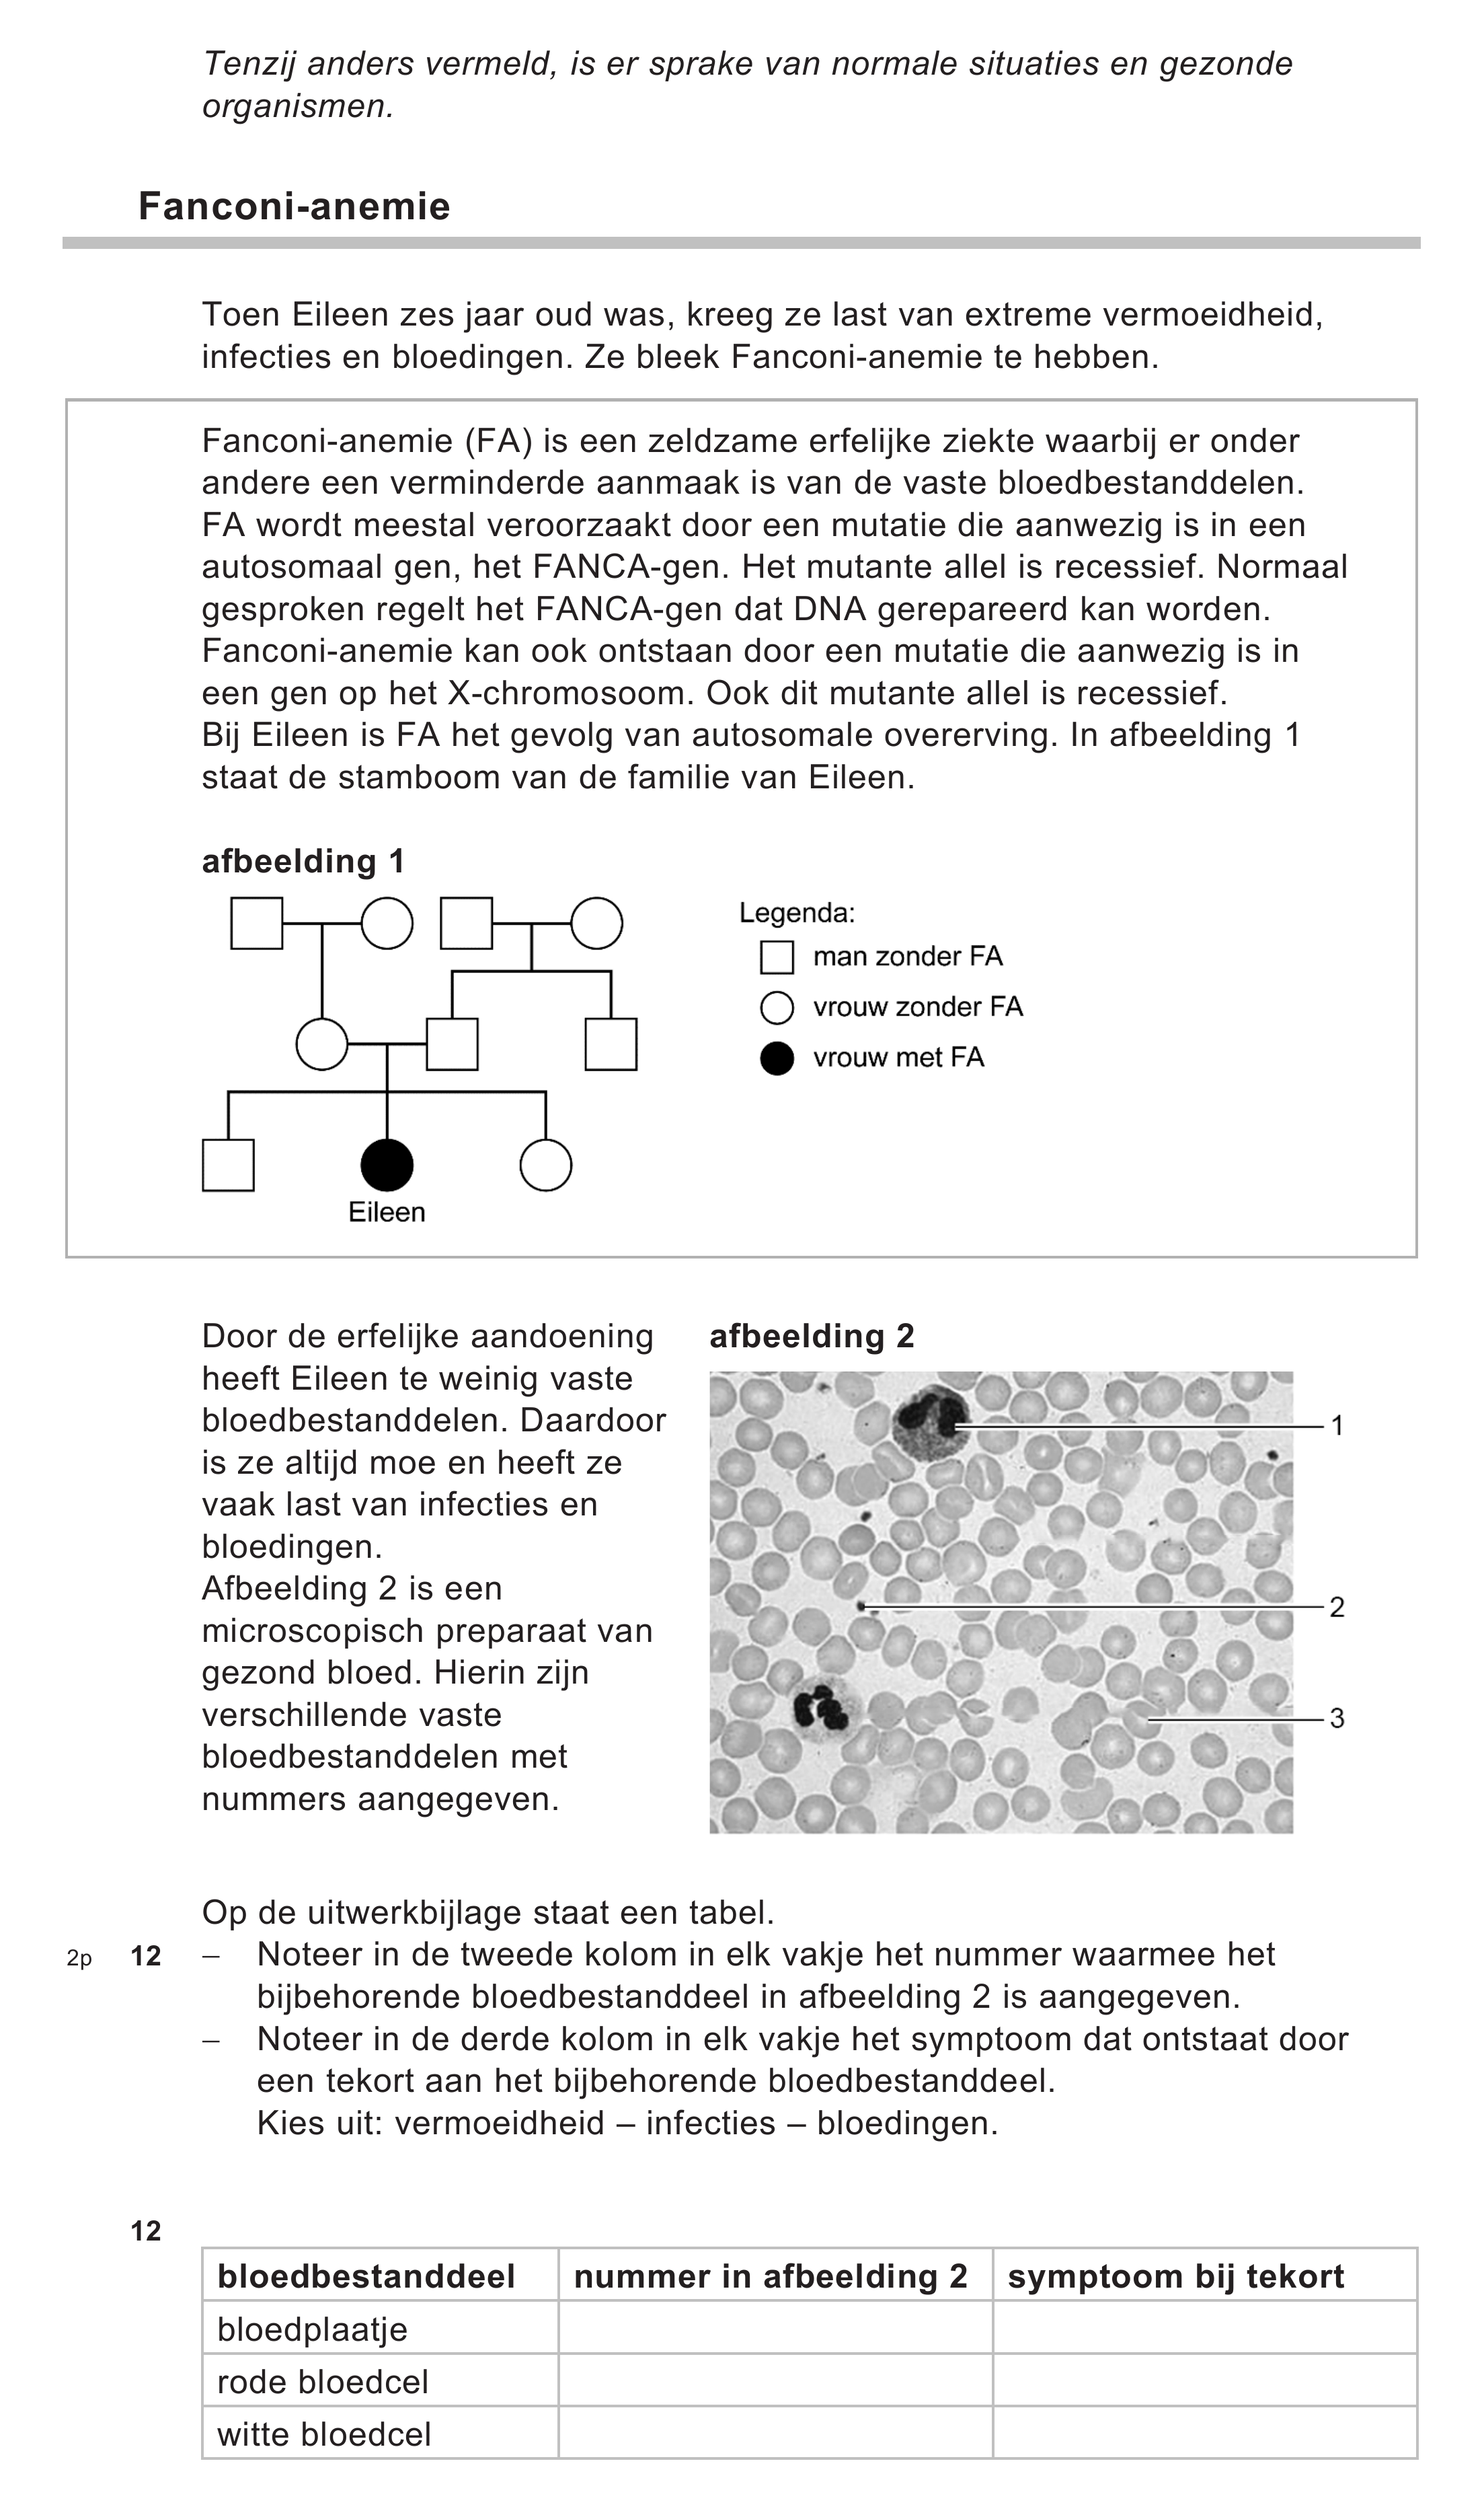 Tenzij anders vermeld, is er sprake van normale situaties en gezonde
organismen.
Fanconi-anemie
Toen Eileen zes jaar oud was, kreeg ze last van extreme vermoeidheid,
infecties en bloedingen. Ze bleek Fanconi-anemie te hebben.
Fanconi-anemie (FA) is een zeldzame erfelijke ziekte waarbij er onder
andere een verminderde aanmaak is van de vaste bloedbestanddelen.
FA wordt meestal veroorzaakt door een mutatie die aanwezig is in een
autosomaal gen, het FANCA-gen. Het mutante allel is recessief. Normaal
gesproken regelt het FANCA-gen dat DNA gerepareerd kan worden.
Fanconi-anemie kan ook ontstaan door een mutatie die aanwezig is in
een gen op het X-chromosoom. Ook dit mutante allel is recessief.
Bij Eileen is FA het gevolg van autosomale overerving. In afbeelding 1
staat de stamboom van de familie van Eileen.
afbeelding 1
Legenda:
man zonder FA
vrouw zonder FA
vrouw met FA
Eileen
Door de erfelijke aandoening
heeft Eileen te weinig vaste
bloedbestanddelen. Daardoor
is ze altijd moe en heeft ze
vaak last van infecties en
bloedingen.
Afbeelding 2 is een
microscopisch preparaat van
gezond bloed. Hierin zijn
verschillende vaste
bloedbestanddelen met
nummers aangegeven.
afbeelding 2
1
2
3
Op de uitwerkbijlage staat een tabel.
2p 12 – Noteer in de tweede kolom in elk vakje het nummer waarmee het
bijbehorende bloedbestanddeel in afbeelding 2 is aangegeven.
– Noteer in de derde kolom in elk vakje het symptoom dat ontstaat door
een tekort aan het bijbehorende bloedbestanddeel.
Kies uit: vermoeidheid – infecties – bloedingen.
12
bloedbestanddeel nummer in afbeelding 2 symptoom bij tekort
bloedplaatje
rode bloedcel
witte bloedcel